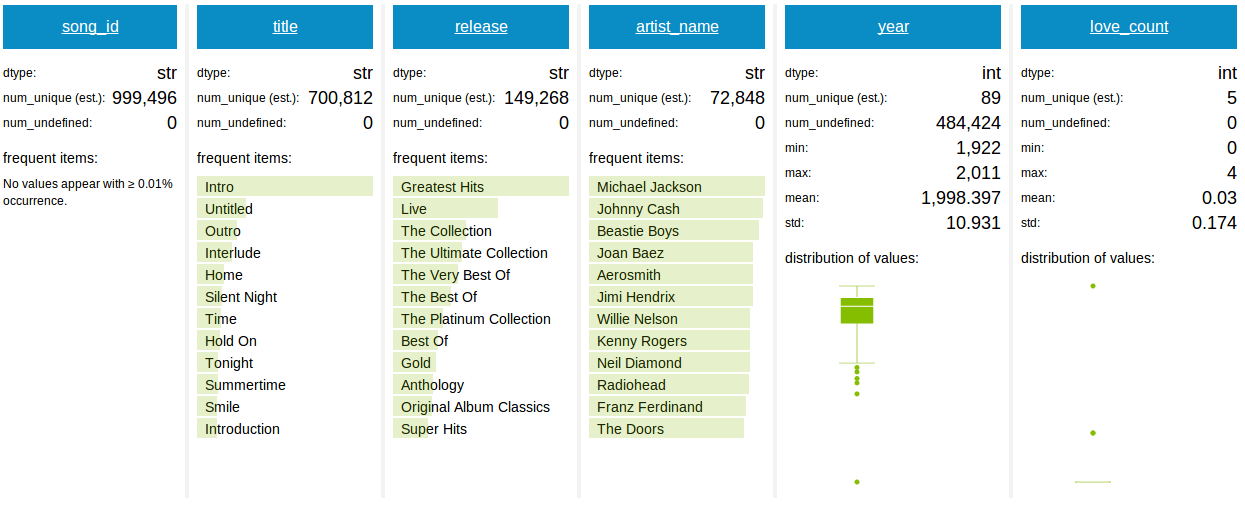 song_id
dtype: str
num_unique (est.): 999,496
num_undefined: 0
frequent items:
No values appear with ≥ 0.01%
occurrence.
title
dtype: str
num_unique (est.): 700,812
num_undefined: 0
frequent items:
Intro
Untitled
Outro
Interlude
Home
Silent Night
Time
Hold On
Tonight
Summertime
Smile
Introduction
release
dtype: str
num_unique (est.): 149,268
num_undefined: 0
frequent items:
Greatest Hits
Live
The Collection
The Ultimate Collection
The Very Best Of
The Best Of
The Platinum Collection
Best Of
Gold
Anthology
Original Album Classics
Super Hits
artist_name
dtype: str
num_unique (est.): 72,848
num_undefined: 0
frequent items:
Michael Jackson
Johnny Cash
Beastie Boys
Joan Baez
Aerosmith
Jimi Hendrix
Willie Nelson
Kenny Rogers
Neil Diamond
Radiohead
Franz Ferdinand
The Doors
year
dtype: int
num_unique (est.): 89
num_undefined: 484,424
min: 1,922
max: 2,011
mean: 1,998.397
std: 10.931
distribution of values:
love_count
dtype: int
num_unique (est.): 5
num_undefined: 0
min: 0
max: 4
mean: 0.03
std: 0.174
distribution of values: